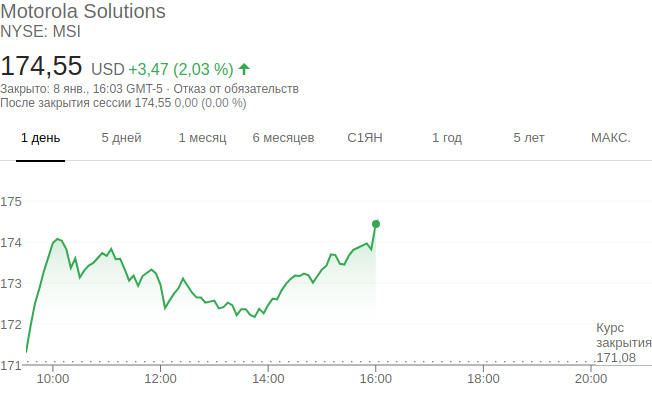 Motorola Solutions
NYSE: MSI
174,55 USD +3,47 (2,03 %)
Закрыто: 8 янв., 16:03 GMT-5 · Отказ от обязательств
После закрытия сессии 174,55 0,00 (0,00 %)
1 день 5 дней 1 месяц 6 месяцев С1ЯН 1 год 5 лет МАКС.
175
174
173
172
171
Курс
закрытия
171,08
10:00 12:00 14:00 16:00 18:00 20:00